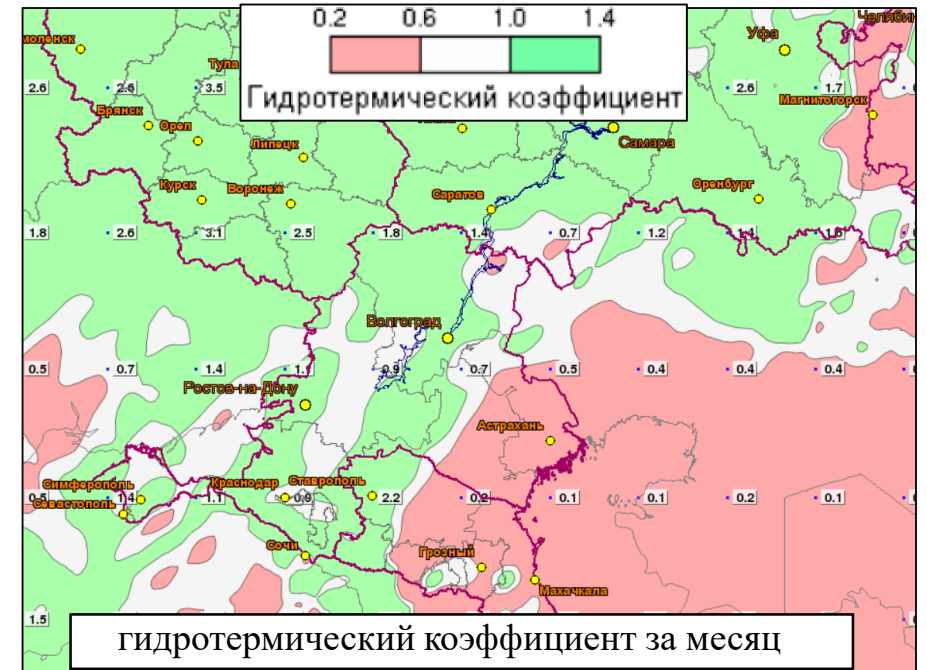 0.2 0.6 1.0 1.4
Гидротермический коэффициент
Челябин
моленск
Уфа
Тула
2.6 2.6 3.5 2.6 1.7
Магнитогорск
Брянск
Орел
Липецк
Самара
Курск Воронеж Саратов Оренбург
1.8 2.6 3.1 2.5 1.8 1.4 0.7 1.2 1.4 1.6
Волгоград
0.5 0.7 1.4 1.1 0.9 0.7 0.5 0.4 0.4 0.4
Ростов-на-Дону
Астрахань
Симферополь Краснодар Ставрополь
0.5 1.4 1.1 0.9 2.2 0.2 0.1 0.1 0.2 0.1
Севастополь
Сочи Грозный
Махачкала
1.5
гидротермический коэффициент за месяц